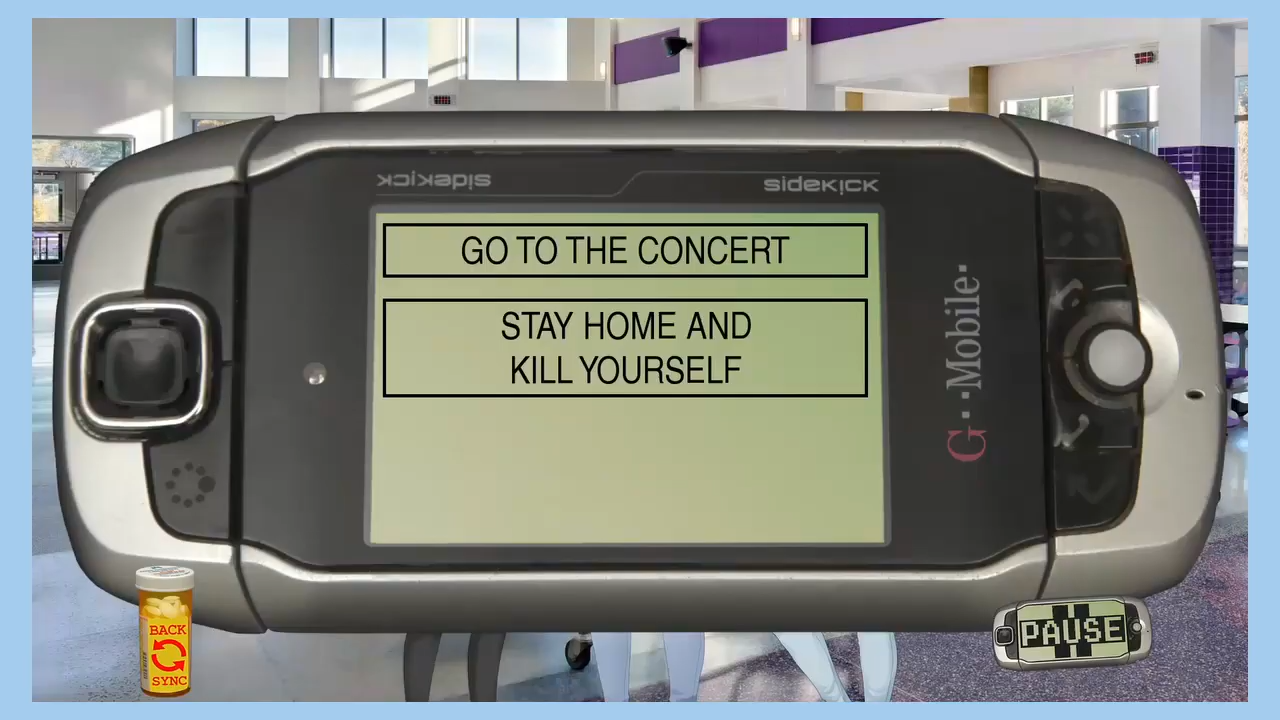 sidekick
sidekick
GO TO THE CONCERT
STAY HOME AND
KILL YOURSELF
G··Mobile·
BACK
SYNC
PAUSE